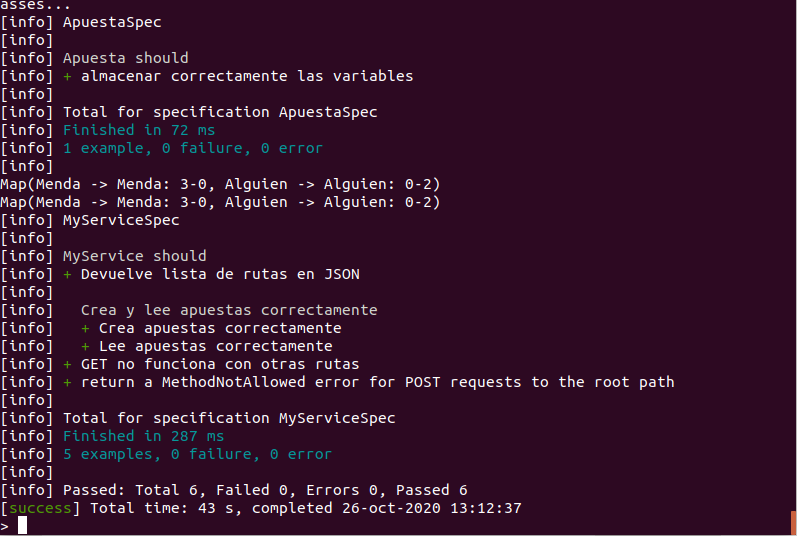 asses...
[info] ApuestaSpec
[info]
[info] Apuesta should
[info] + almacenar correctamente las variables
[info]
[info] Total for specification ApuestaSpec
[info] Finished in 72 ms
[info] 1 example, 0 failure, 0 error
[info]
Map(Menda -> Menda: 3-0, Alguien -> Alguien: 0-2)
Map(Menda -> Menda: 3-0, Alguien -> Alguien: 0-2)
[info] MyServiceSpec
[info]
[info] MyService should
[info] + Devuelve lista de rutas en JSON
[info]
[info]   Crea y lee apuestas correctamente
[info]   + Crea apuestas correctamente
[info]   + Lee apuestas correctamente
[info] + GET no funciona con otras rutas
[info] + return a MethodNotAllowed error for POST requests to the root path
[info]
[info] Total for specification MyServiceSpec
[info] Finished in 287 ms
[info] 5 examples, 0 failure, 0 error
[info]
[info] Passed: Total 6, Failed 0, Errors 0, Passed 6
[success] Total time: 43 s, completed 26-oct-2020 13:12:37
>